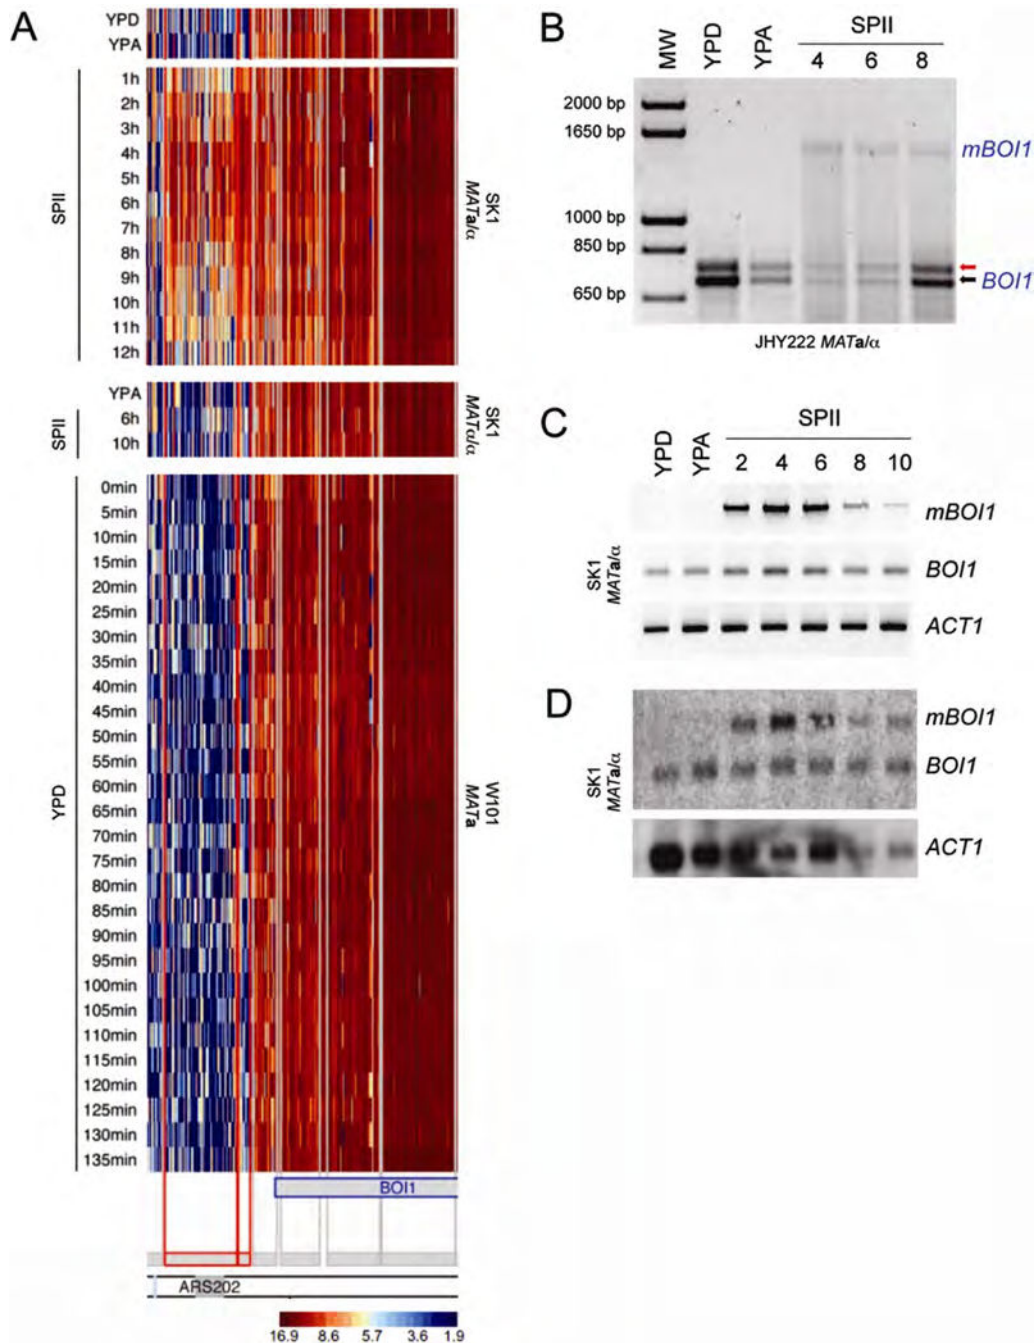 A
YPD
YPA
SPII
1h
2h
3h
4h
5h
6h
7h
8h
9h
10h
11h
12h
SK1
MATa/α
SPII
YPA
6h
10h
SK1
MATα/α
YPD
0min
5min
10min
15min
20min
25min
30min
35min
40min
45min
50min
55min
60min
65min
70min
75min
80min
85min
90min
95min
100min
105min
110min
115min
120min
125min
130min
135min
W101
MATa
BOI1
ARS202
16.9 8.6 5.7 3.6 1.9
B
MW YPD YPA
SPII
4 6 8
2000 bp
1650 bp
1000 bp
850 bp
650 bp
mBOI1
BOI1
JHY222 MATa/α
C
YPD YPA
SPII
2 4 6 8 10
SK1
MATa/α
mBOI1
BOI1
ACT1
D
SK1
MATa/α
mBOI1
BOI1
ACT1